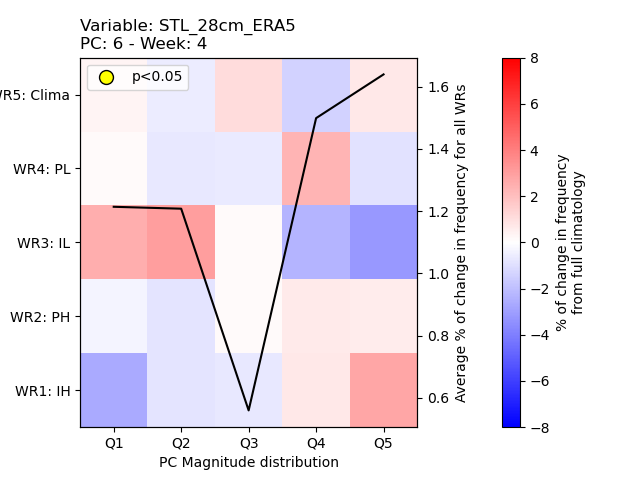 Variable: STL_28cm_ERA5
PC: 6 - Week: 4
p<0.05
WR5: Clima
WR4: PL
WR3: IL
WR2: PH
WR1: IH
Q1 Q2 Q3 Q4 Q5
PC Magnitude distribution
1.6
1.4
1.2
1.0
0.8
0.6
Average % of change in frequency for all WRs
8
6
4
2
0
−2
−4
−6
−8
% of change in frequency
from full climatology